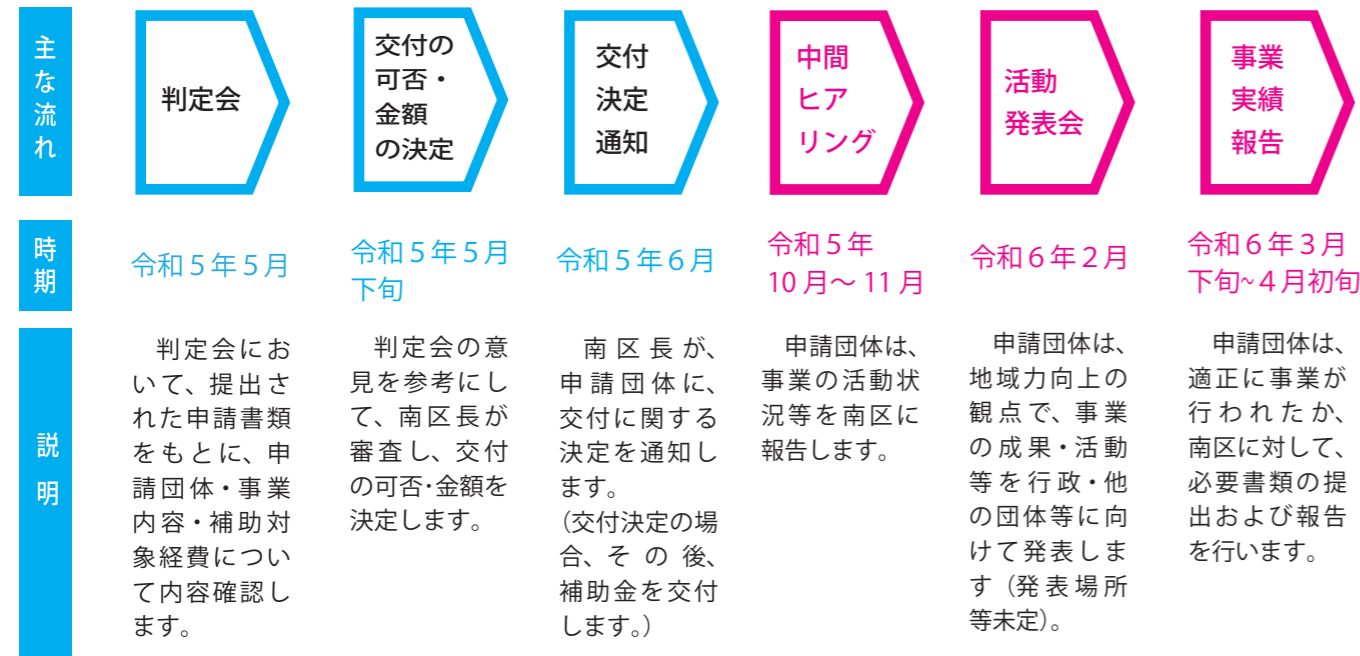 主な流れ
判定会
交付の
可否・
金額
の決定
交付
決定
通知
中間
ヒア
リング
活動
発表会
事業
実績
報告
時期
令和５年５月
令和５年５月
下旬
令和５年６月
令和５年
10月〜11月
令和６年２月
令和６年３月
下旬~４月初旬
説明
判定会にお
いて、提出さ
れた申請書類
をもとに、申
請団体・事業
内容・補助対
象経費につい
て内容確認し
ます。
判定会の意
見を参考にし
て、南区長が
審査し、交付
の可否・金額を
決定します。
南区長が、
申請団体に、
交付に関する
決定を通知し
ます。
（交付決定の場
合、その後、
補助金を交付
します。）
申請団体は、
事業の活動状
況等を南区に
報告します。
申請団体は、
地域力向上の
観点で、事業
の成果・活動
等を行政・他
の団体等に向
けて発表しま
す（発表場所
等未定）。
申請団体は、
適正に事業が
行われたか、
南区に対して、
必要書類の提
出および報告
を行います。